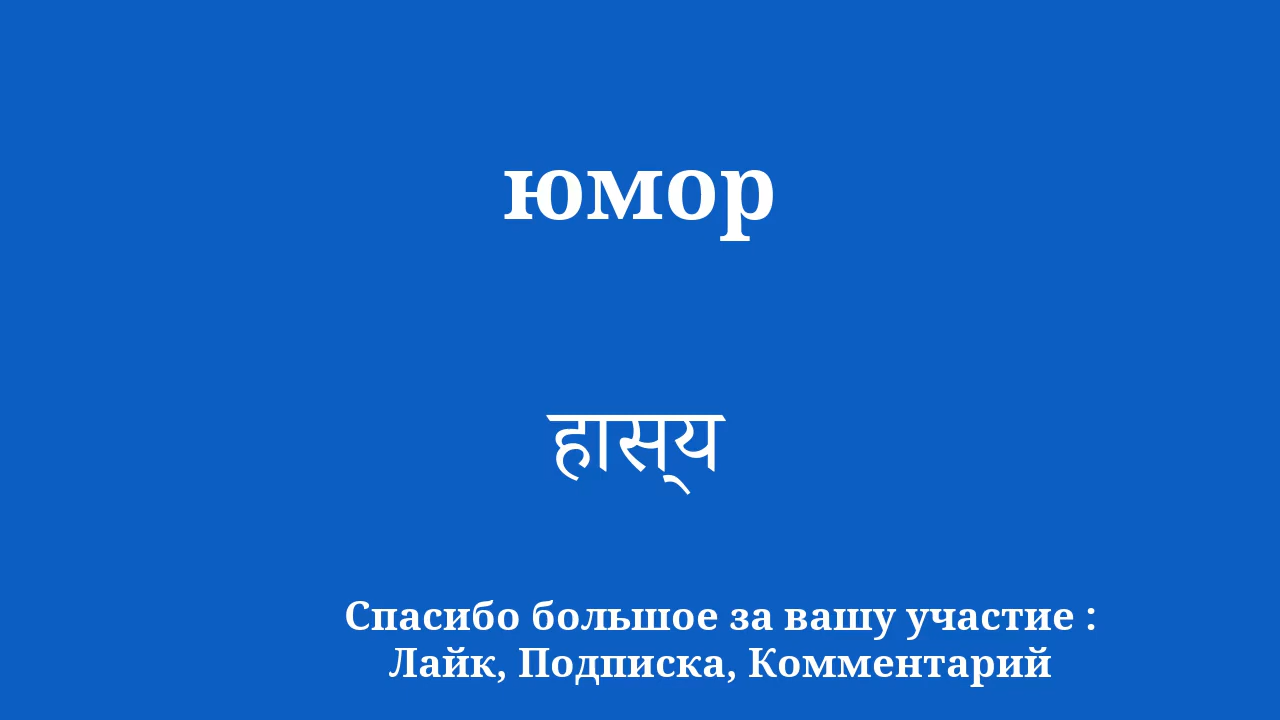 юмор
हास्‌य
Спасибо большое за вашу участие :
Лайк, Подписка, Комментарий